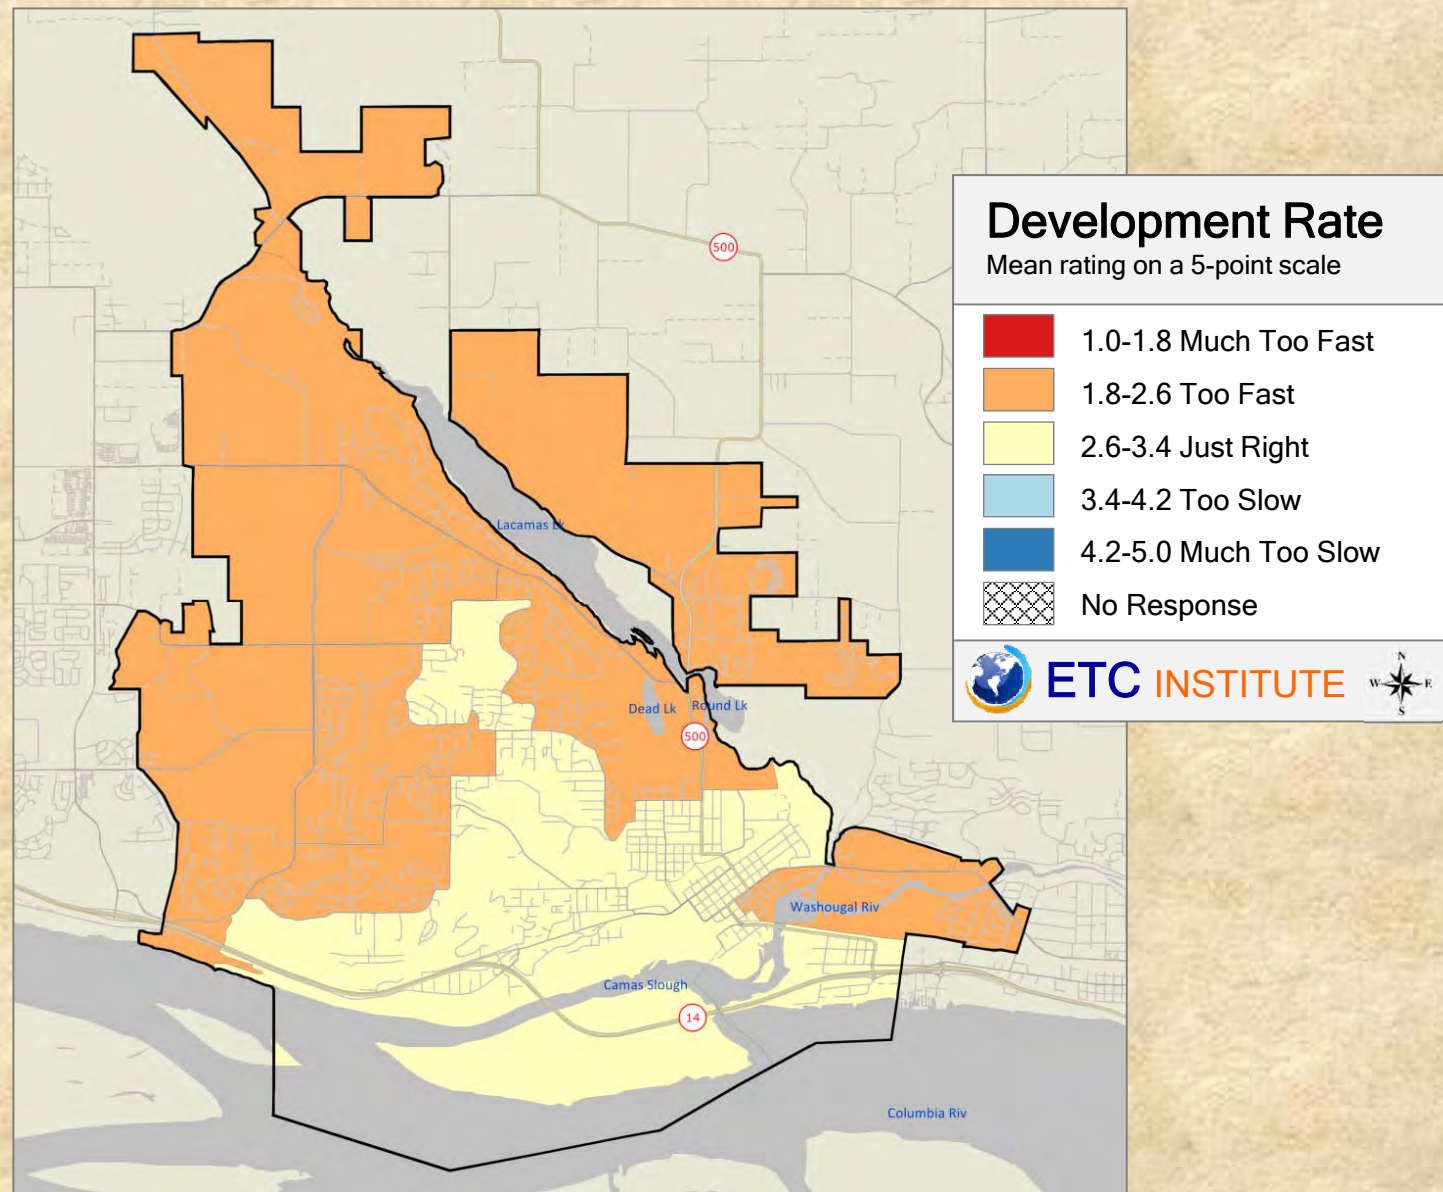 500
Lacamas Lk
Dead Lk
Round Lk
500
Washougal Riv
Camas Slough
14
Columbia Riv
Development Rate
Mean rating on a 5-point scale
1.0-1.8 Much Too Fast
1.8-2.6 Too Fast
2.6-3.4 Just Right
3.4-4.2 Too Slow
4.2-5.0 Much Too Slow
No Response
ETC INSTITUTE
N
W E
S